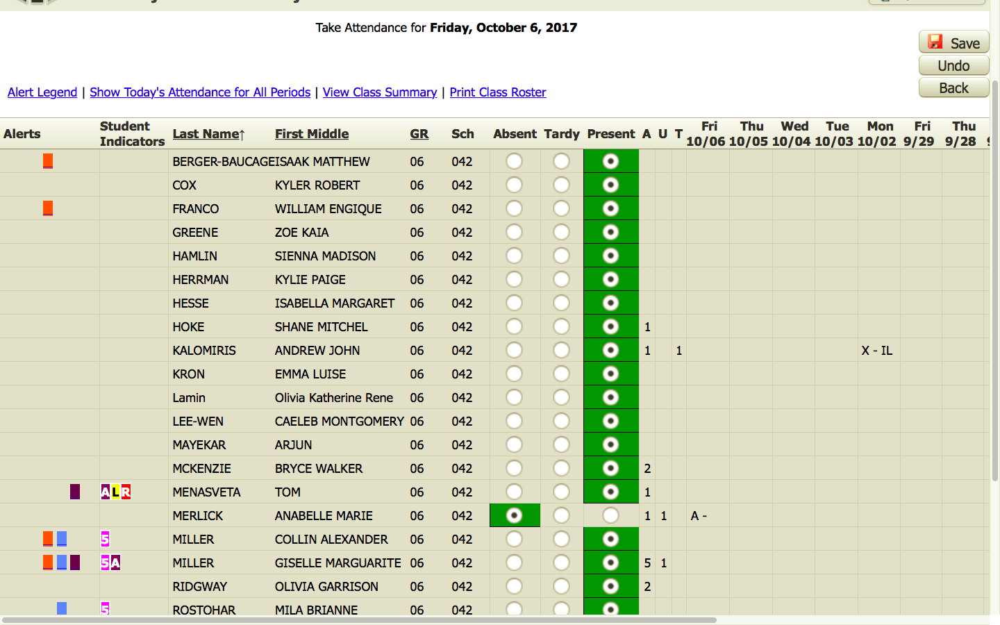 Take Attendance for Friday, October 6, 2017
Save
Undo
Back
Alert Legend | Show Today's Attendance for All Periods | View Class Summary | Print Class Roster
Alerts Student Indicators Last Name↑ First Middle GR Sch Absent Tardy Present A U T Fri 10/06 Thu 10/05 Wed 10/04 Tue 10/03 Mon 10/02 Fri 9/29 Thu 9/28
BERGER-BAUCAGE ISAAK MATTHEW 06 042
COX KYLER ROBERT 06 042
FRANCO WILLIAM ENGIQUE 06 042
GREENE ZOE KAIA 06 042
HAMLIN SIENNA MADISON 06 042
HERRMAN KYLIE PAIGE 06 042
HESSE ISABELLA MARGARET 06 042
HOKE SHANE MITCHEL 06 042 1
KALOMIRIS ANDREW JOHN 06 042 1 1 X - IL
KRON EMMA LUISE 06 042
Lamin Olivia Katherine Rene 06 042
LEE-WEN CAELEB MONTGOMERY 06 042
MAYEKAR ARJUN 06 042
MCKENZIE BRYCE WALKER 06 042 2
A L R MENASVETA TOM 06 042 1
MERLICK ANABELLE MARIE 06 042 1 1 A -
5 MILLER COLLIN ALEXANDER 06 042
5 A MILLER GISELLE MARGUARITE 06 042 5 1
RIDGWAY OLIVIA GARRISON 06 042 2
5 ROSTOHAR MILA BRIANNE 06 042